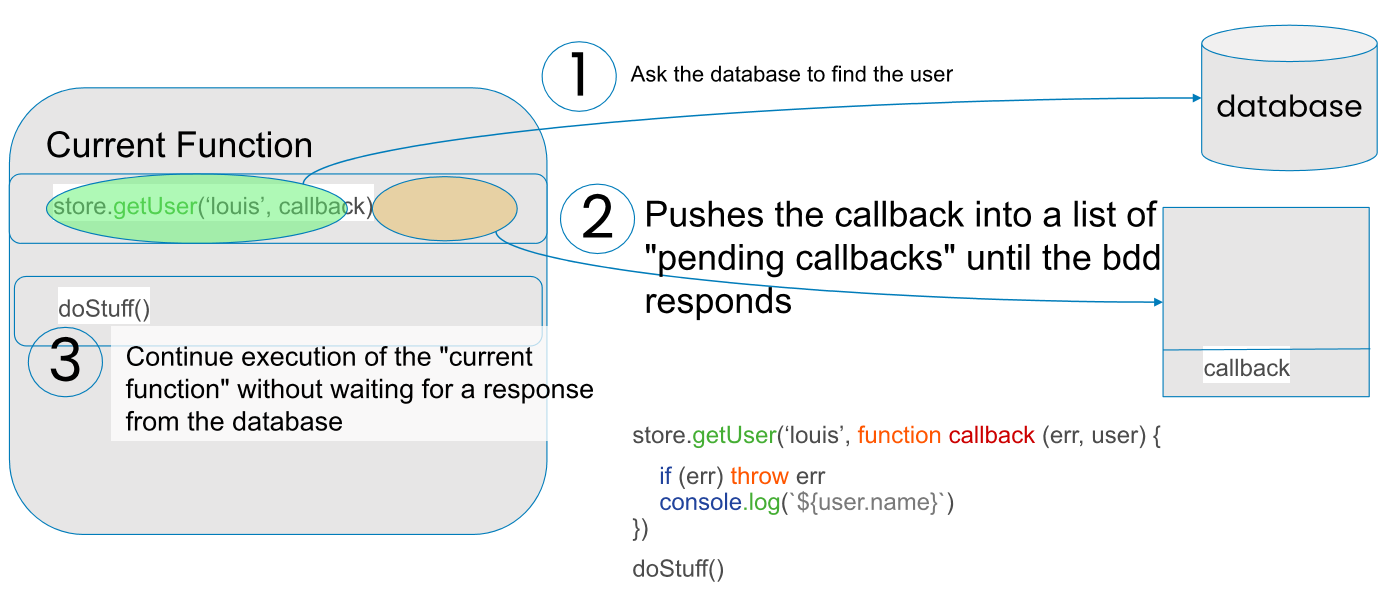 1
Ask the database to find the user
database
Current Function
store.getUser(‘louis’, callback)
2
Pushes the callback into a list of
"pending callbacks" until the bdd
responds
doStuff()
3
Continue execution of the "current
function" without waiting for a response
from the database
callback
store.getUser(‘louis’, function callback (err, user) {
if (err) throw err
console.log(`${user.name}`)
})
doStuff()